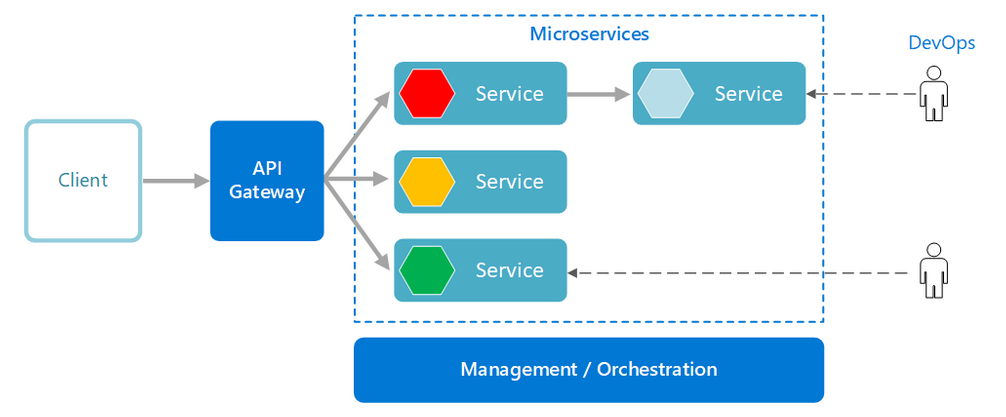 Microservices
DevOps
Service
Service
Client
API
Gateway
Service
Service
Management / Orchestration